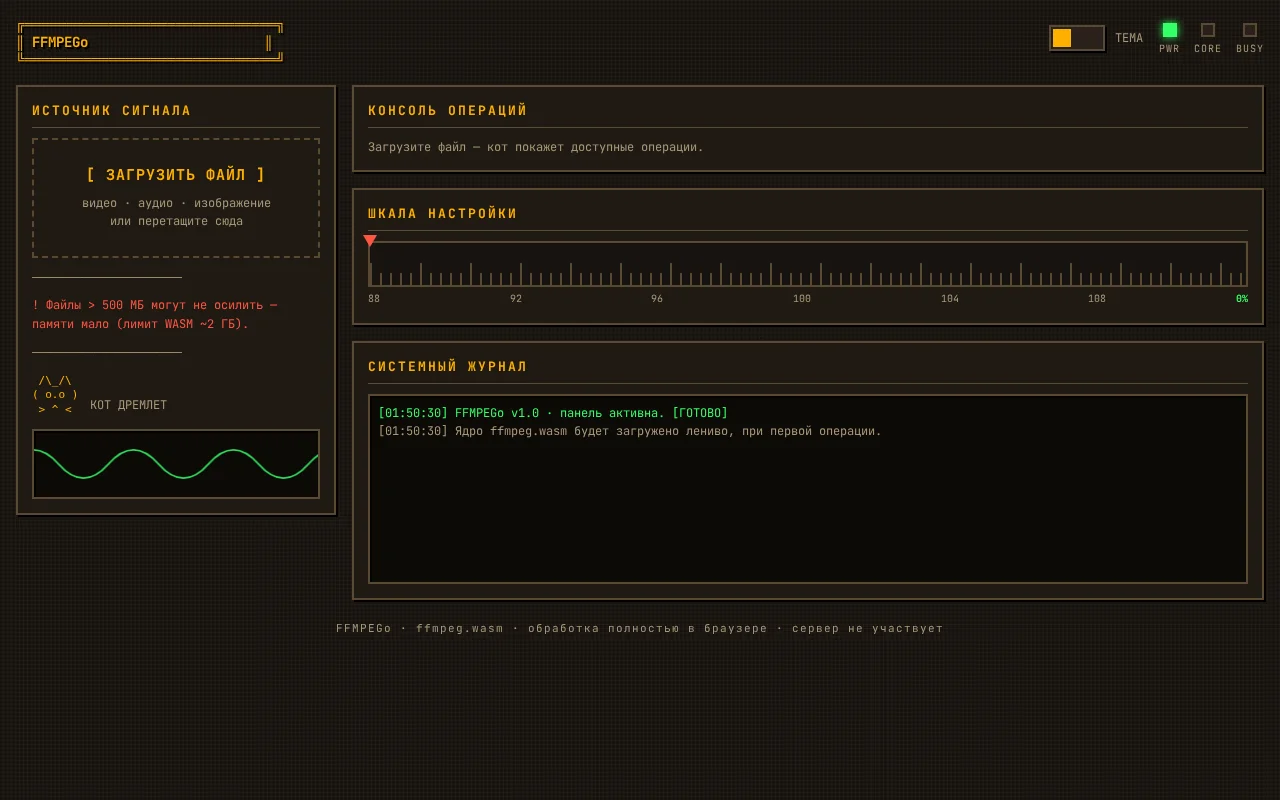 FFMPEGo
ТЕМА
PWR CORE BUSY
ИСТОЧНИК СИГНАЛА
[ ЗАГРУЗИТЬ ФАЙЛ ]
видео · аудио · изображение
или перетащите сюда
! Файлы > 500 МБ могут не осилить —
памяти мало (лимит WASM ~2 ГБ).
/\_/\
( o.o )
> ^ <
КОТ ДРЕМЛЕТ
КОНСОЛЬ ОПЕРАЦИЙ
Загрузите файл — кот покажет доступные операции.
ШКАЛА НАСТРОЙКИ
88 92 96 100 104 108 0%
СИСТЕМНЫЙ ЖУРНАЛ
[01:50:30] FFMPEGo v1.0 · панель активна. [ГОТОВО]
[01:50:30] Ядро ffmpeg.wasm будет загружено лениво, при первой операции.
FFMPEGo · ffmpeg.wasm · обработка полностью в браузере · сервер не участвует